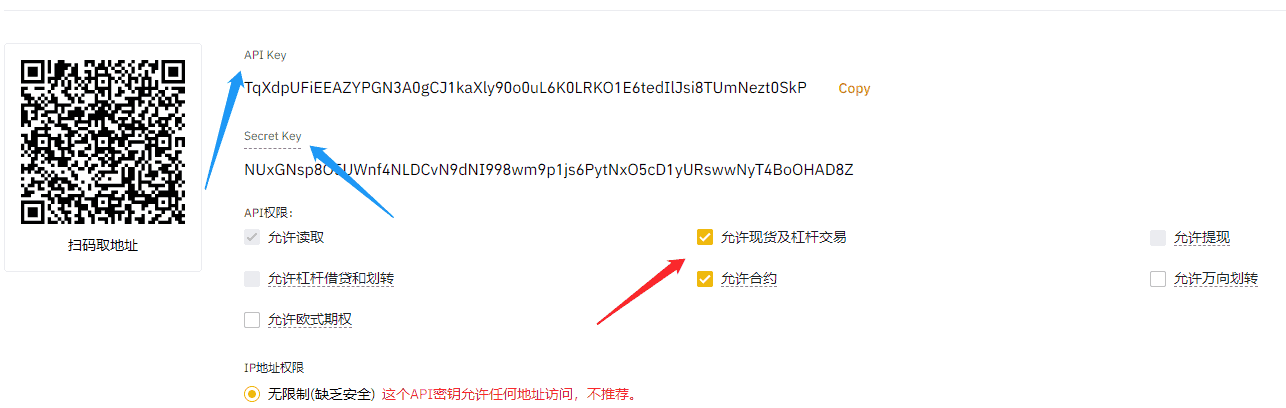 API Key
TqXdpUFiEEAZYPGN3A0gCJ1kaXly90o0uL6K0LRKO1E6tedIlJsi8TUmNezt0SkP Copy
Secret Key
扫码取地址
API权限：
允许读取 允许现货及杠杆交易 允许提现
允许杠杆借贷和划转 允许合约 允许万向划转
允许欧式期权
IP地址权限
无限制(缺乏安全) 这个API密钥允许任何地址访问，不推荐。